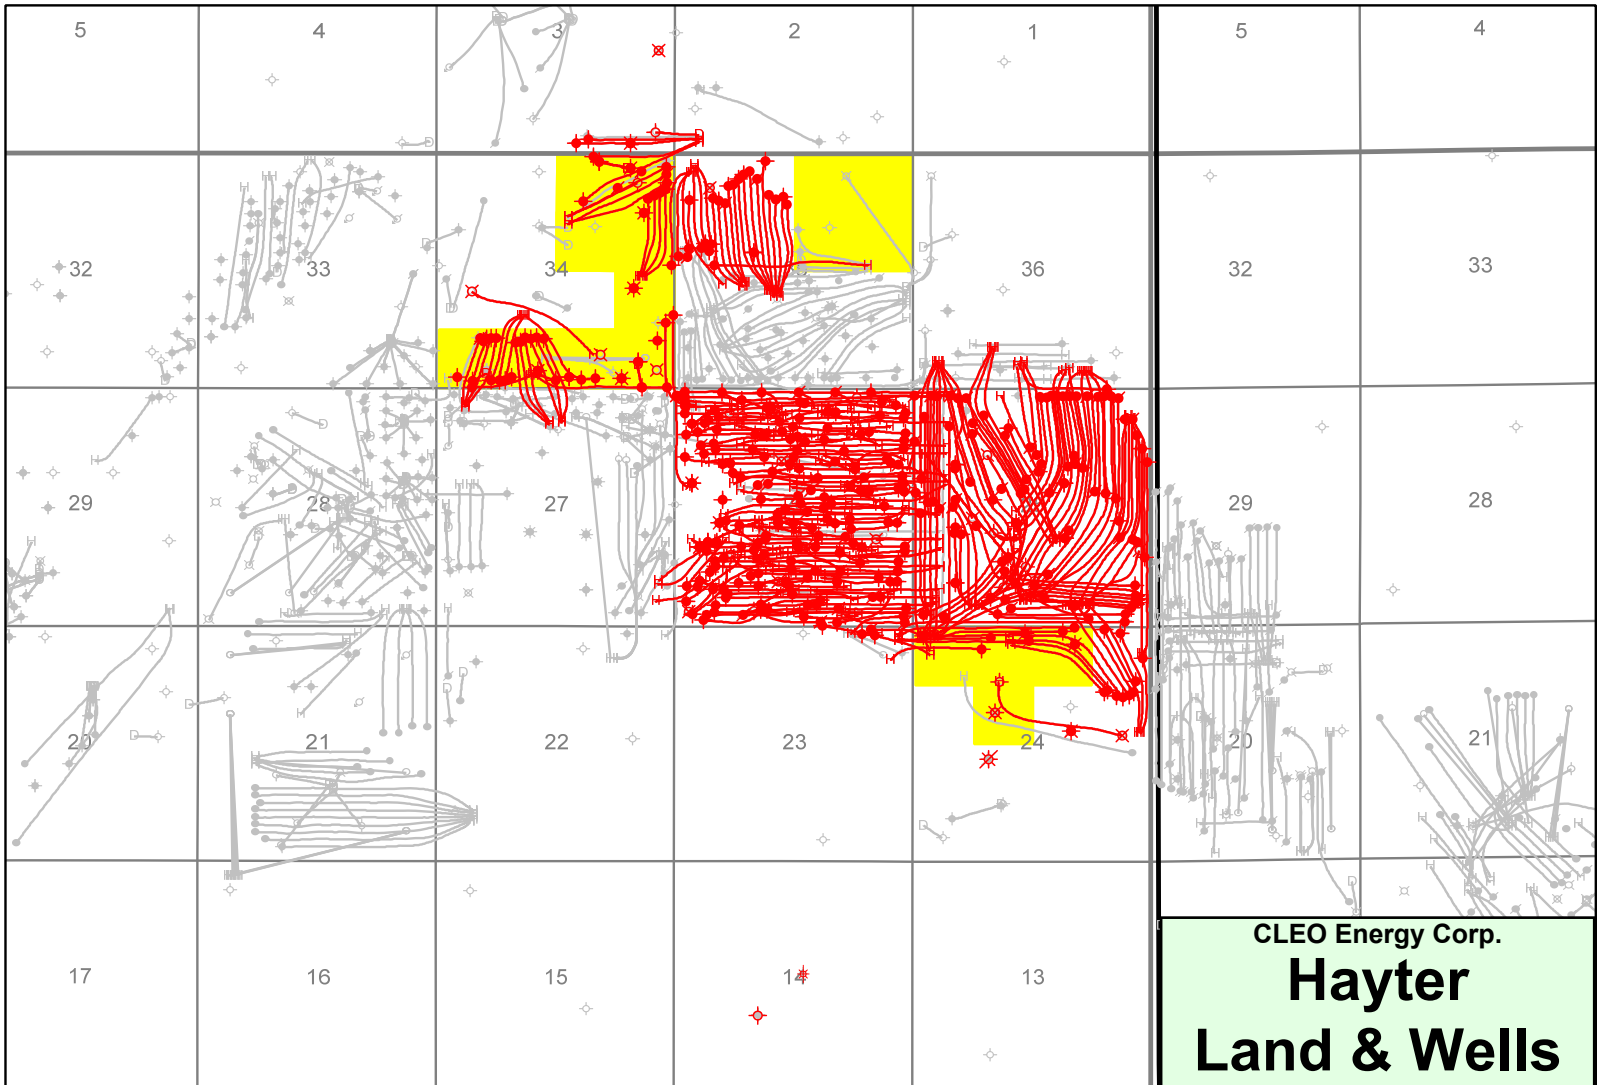 5 4 3 2 1 5 4
32 33 34 36 32 33
29 28 27 29 28
20 21 22 23 24 20 21
17 16 15 14 13
CLEO Energy Corp.
Hayter
Land & Wells